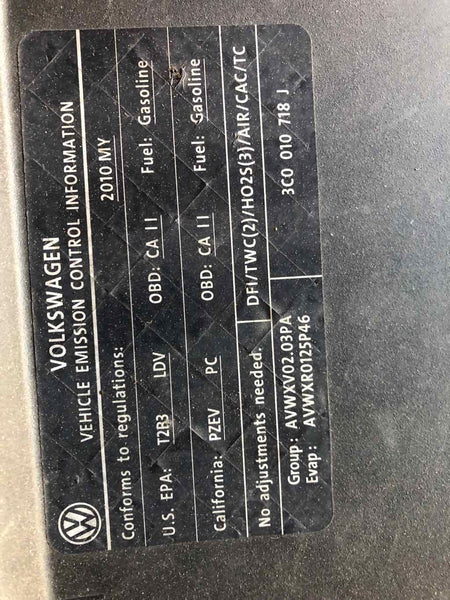 VOLKSWAGEN
VEHICLE EMISSION CONTROL INFORMATION
Conforms to regulations: 2010 MY
U.S. EPA: T2B3 LDV OBD: CA II Fuel: Gasoline
California: PZEV PC OBD: CA II Fuel: Gasoline
No adjustments needed. DFI/TWC(2)/HO2S(3)/AIR/CAC/TC
Group: AVWXV02.03PA 3C0 010 718 J
Evap: AVWXR0125P46